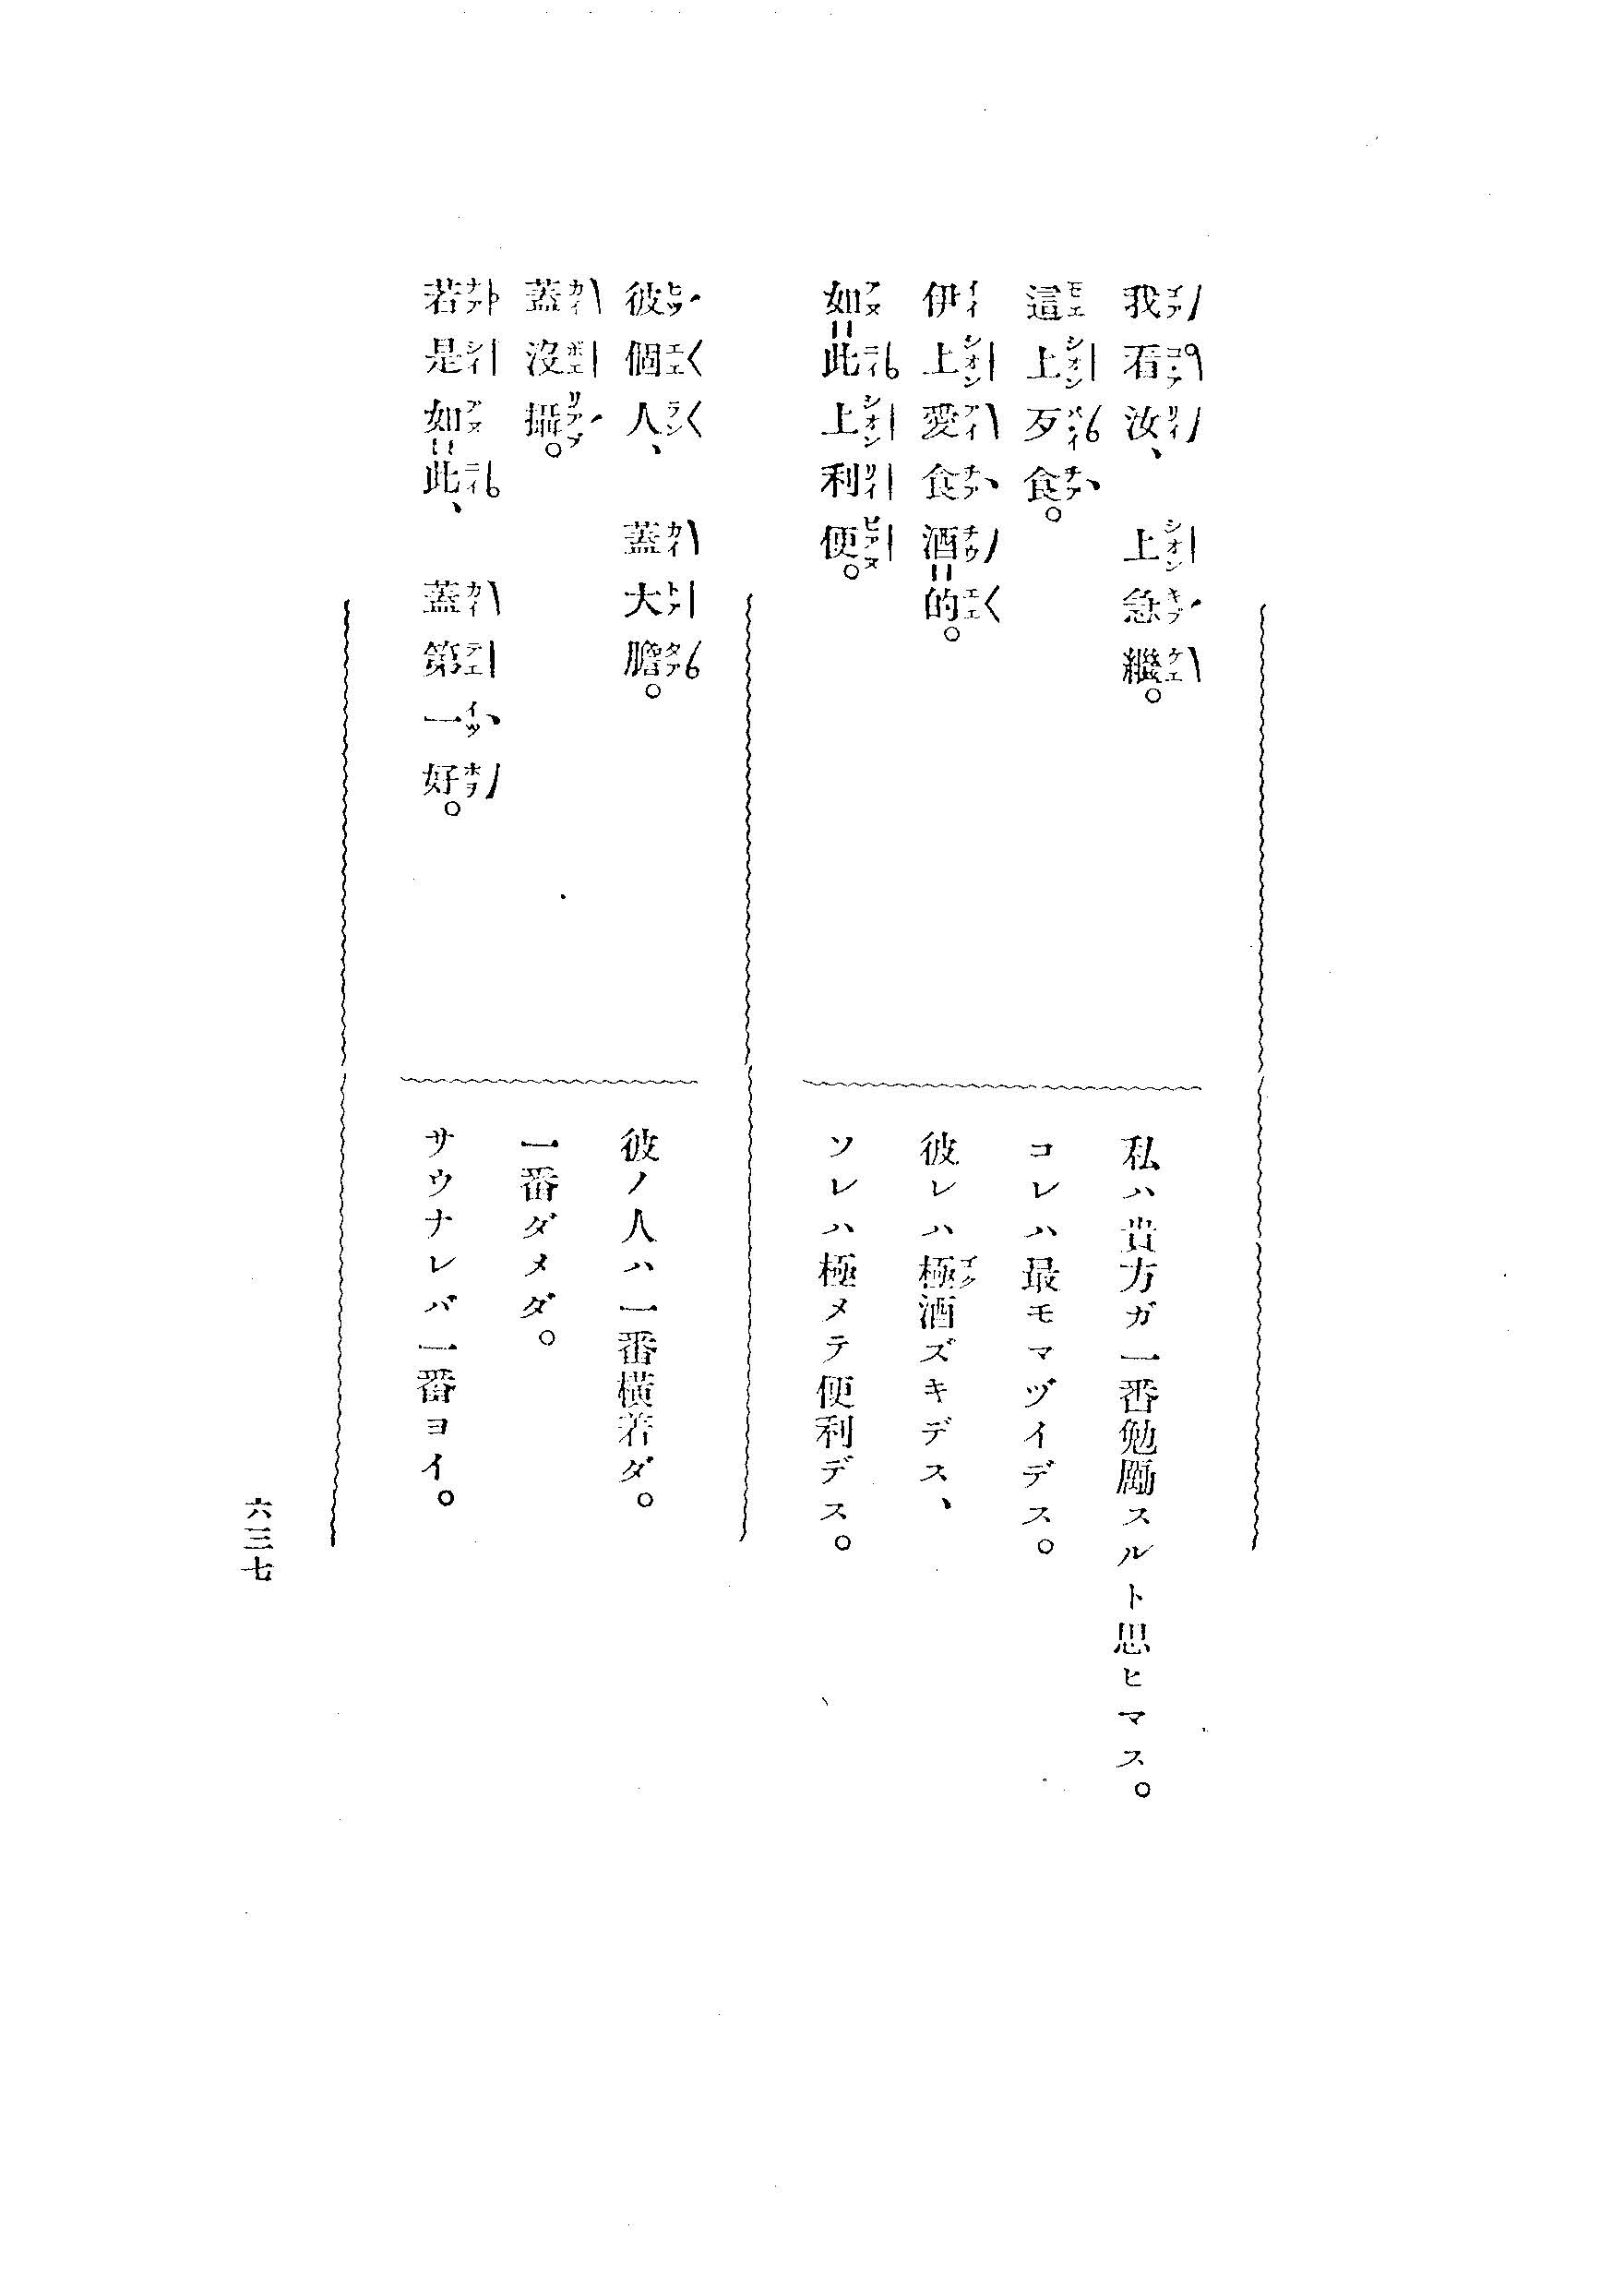 我看汝、上急繼。
私ハ貴方ガ一番勉勵スルト思ヒマス。
這上歹食。
コレハ最モマヅイデス。
伊上愛食酒=的。
彼レハ極酒ズキデス、
如=此上利便。
ソレハ極メテ便利デス。
彼個人、蓋大膽。
彼ノ人ハ一番橫着ダ。
蓋沒攝。
一番ダメダ。
若是如=此、蓋第一好。
サウナレバ一番ヨイ。
六三七